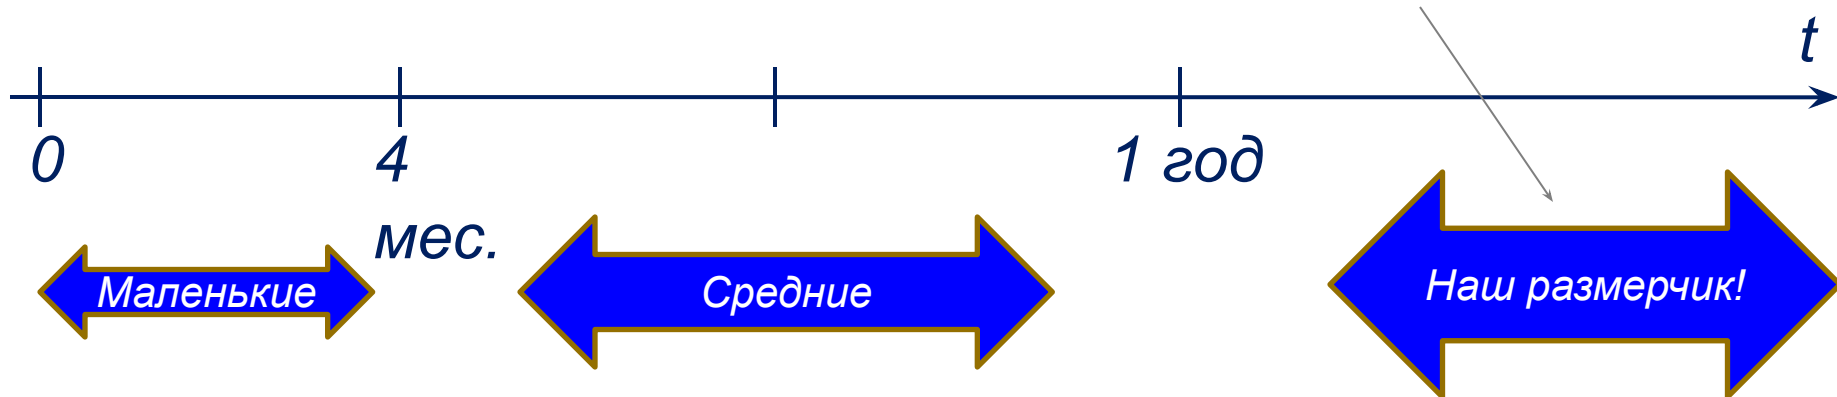 t
0
4
мес.
1 год
Маленькие
Средние
Наш размерчик!